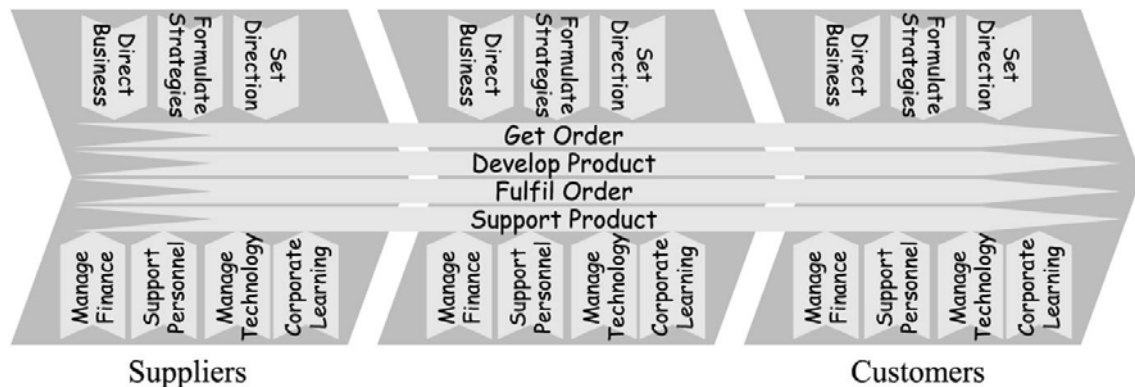 Direct
Business
Formulate
Strategies
Set
Direction
Direct
Business
Formulate
Strategies
Set
Direction
Direct
Business
Formulate
Strategies
Set
Direction
Get Order
Develop Product
Fulfil Order
Support Product
Manage
Finance
Support
Personnel
Manage
Technology
Corporate
Learning
Manage
Finance
Support
Personnel
Manage
Technology
Corporate
Learning
Manage
Finance
Support
Personnel
Manage
Technology
Corporate
Learning
Suppliers
Customers